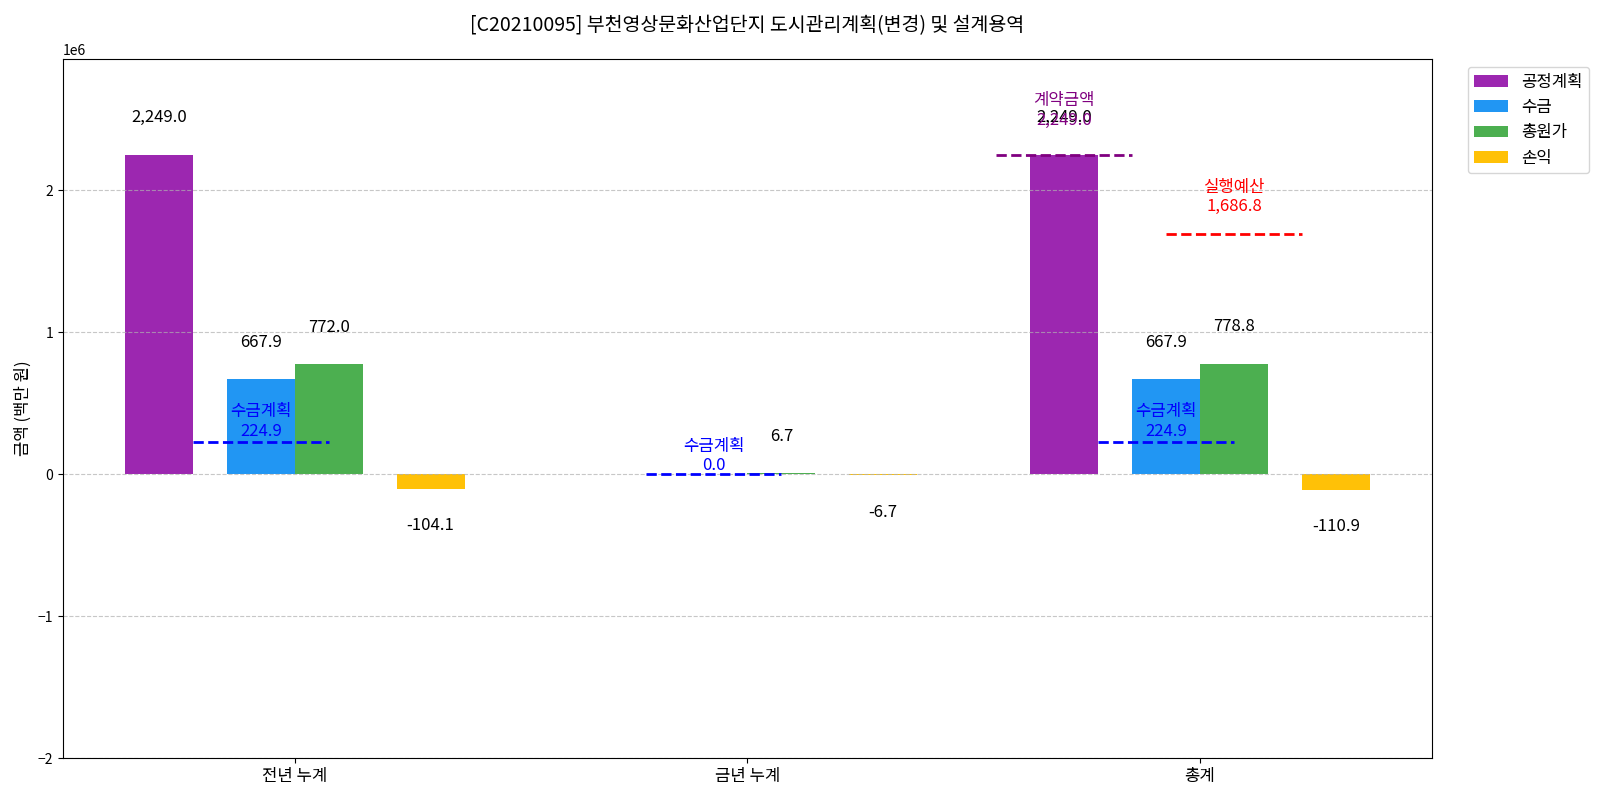 [C20210095] 부천영상문화산업단지 도시관리계획(변경) 및 설계용역
1e6
공정계획
수금
총원가
손익
2,249.0
계약금액
2,249.0
2,249.0
실행예산
1,686.8
667.9
772.0
667.9
778.8
수금계획
224.9
수금계획
0.0
6.7
수금계획
224.9
-104.1
-6.7
-110.9
2
1
0
−1
−2
금액 (백만 원)
전년 누계
금년 누계
총계